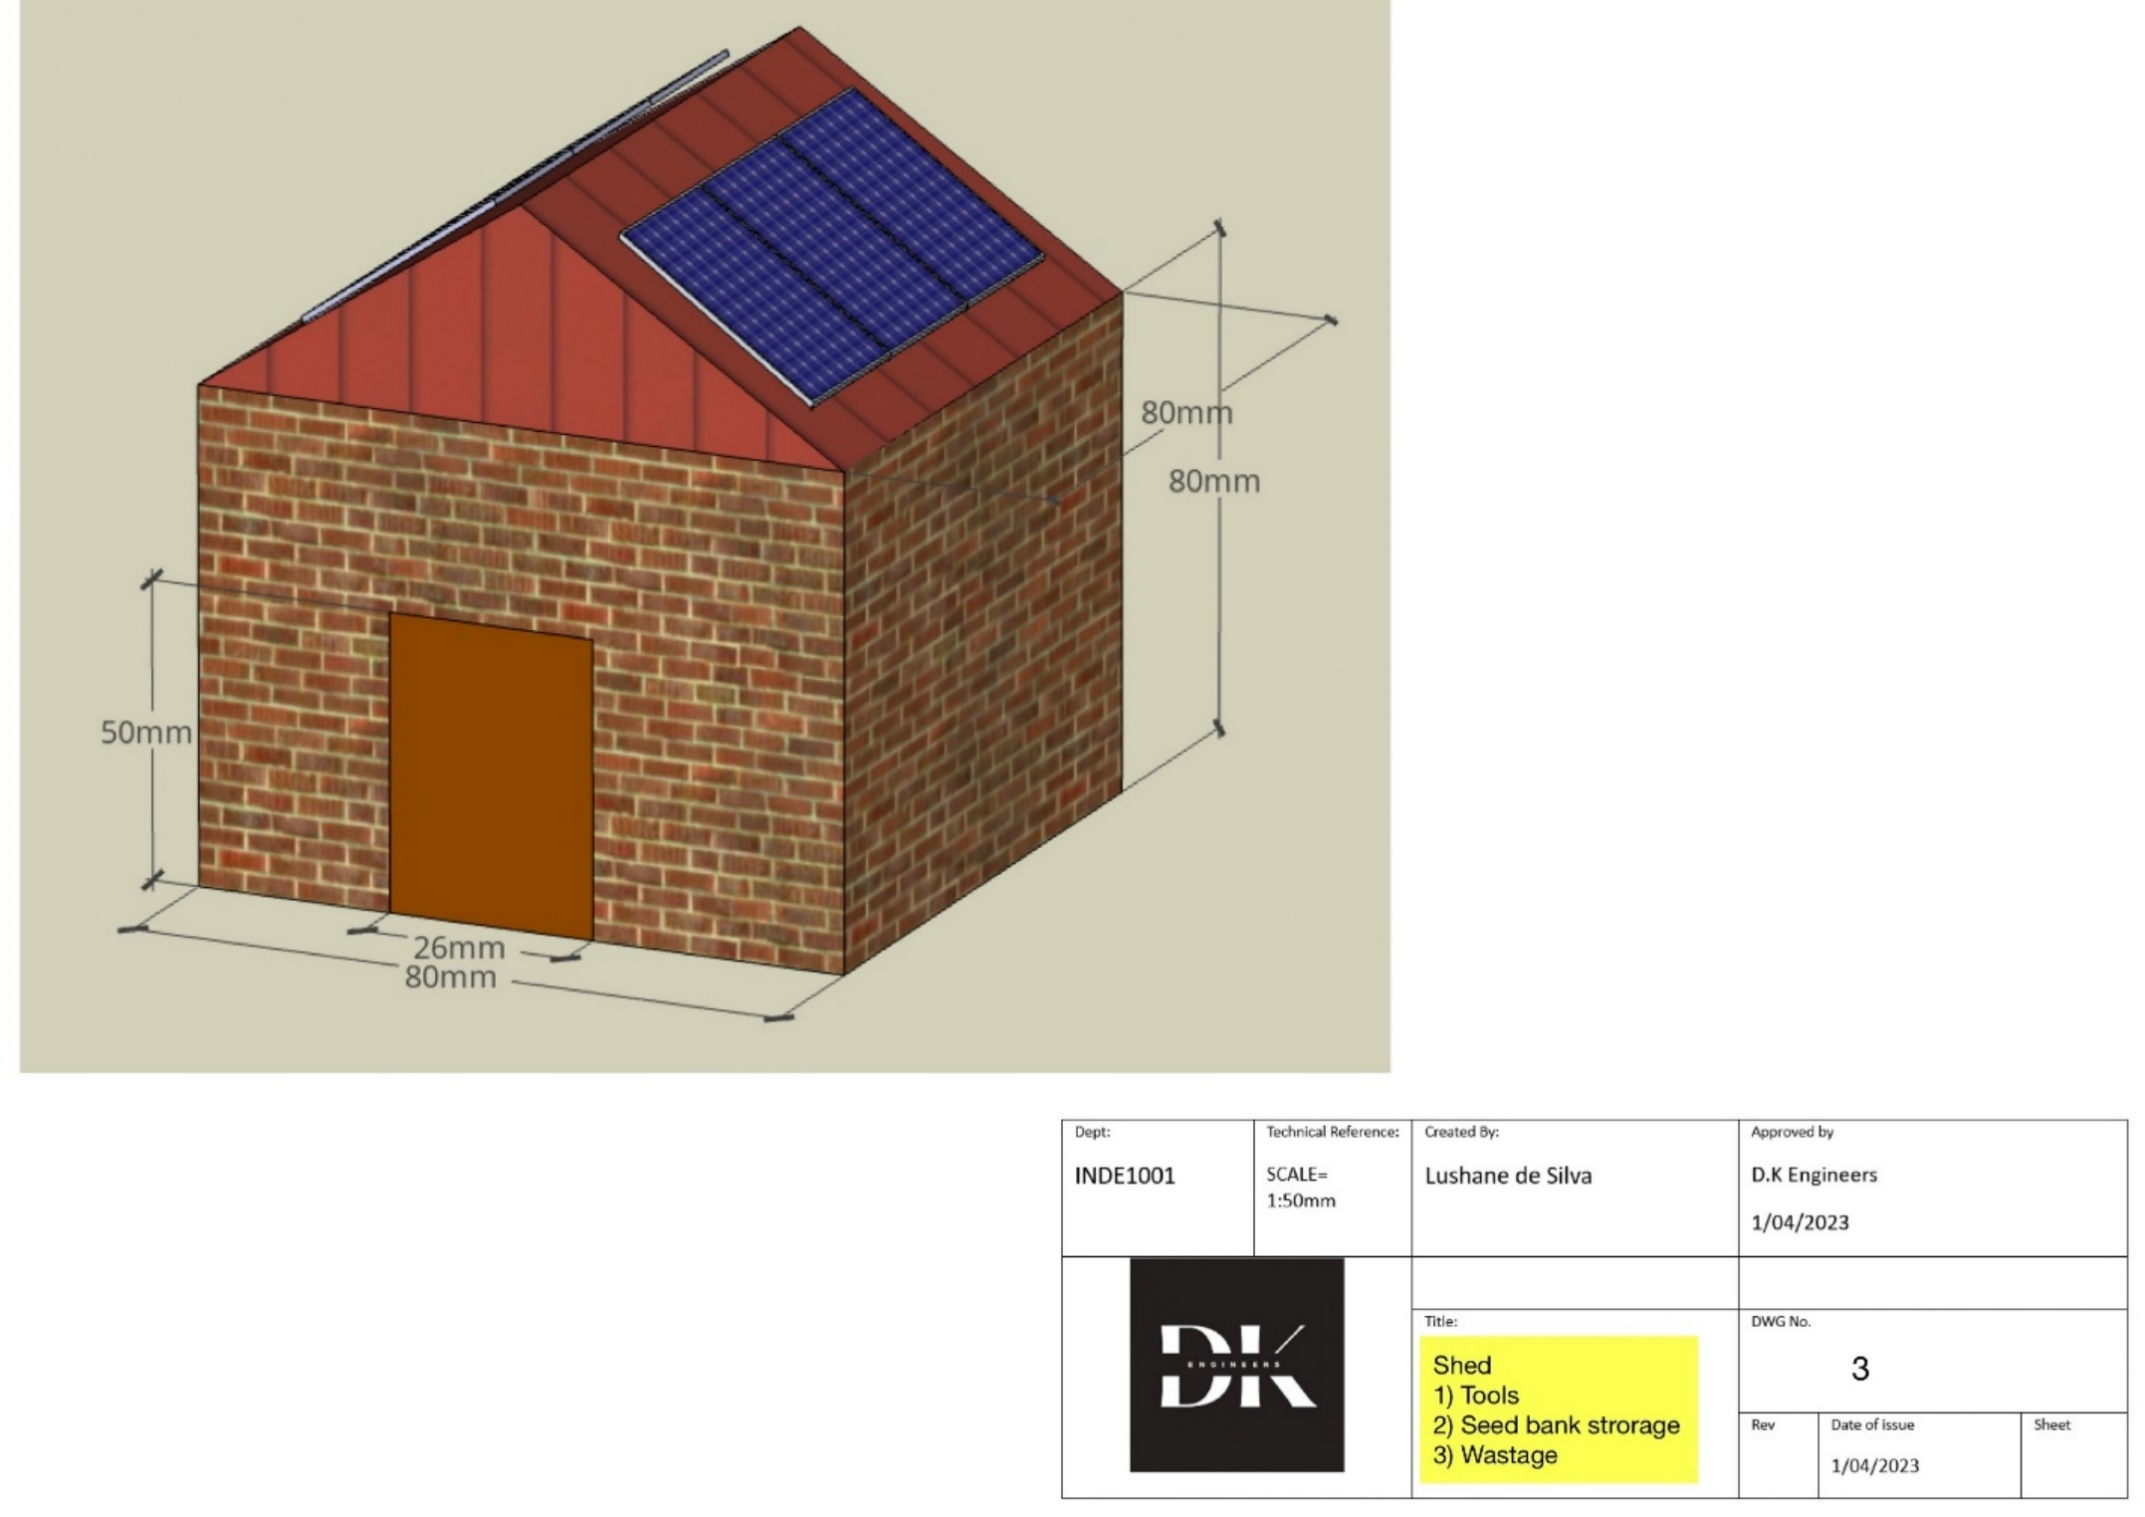 80mm
80mm
50mm
26mm
80mm
Dept:
INDE1001
Technical Reference:
SCALE=
1:50mm
Created By:
Lushane de Silva
Approved by
D.K Engineers
1/04/2023
DK
ENGINEERS
Title:
Shed
1) Tools
2) Seed bank strorage
3) Wastage
DWG No.
3
Rev
Date of issue
1/04/2023
Sheet